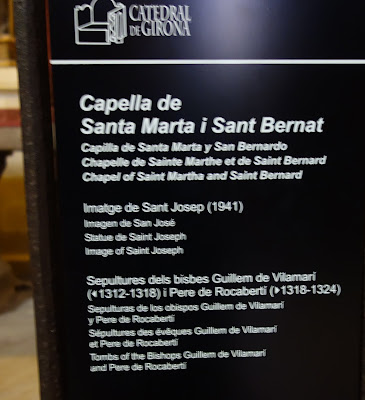 CATEDRAL
DE GIRONA
Capella de
Santa Marta i Sant Bernat
Capilla de Santa Marta y San Bernardo
Chapelle de Sainte Marthe et de Saint Bernard
Chapel of Saint Martha and Saint Bernard
Imatge de Sant Josep (1941)
Imagen de San José
Statue de Saint Joseph
Image of Saint Joseph
Sepultures dels bisbes Guillem de Vilamarí
(◂1312-1318) i Pere de Rocabertí (▸1318-1324)
Sepulturas de los obispos Guillem de Vilamarí
y Pere de Rocabertí
Sépultures des évêques Guillem de Vilamarí
et Pere de Rocabertí
Tombs of the Bishops Guillem de Vilamarí
and Pere de Rocabertí